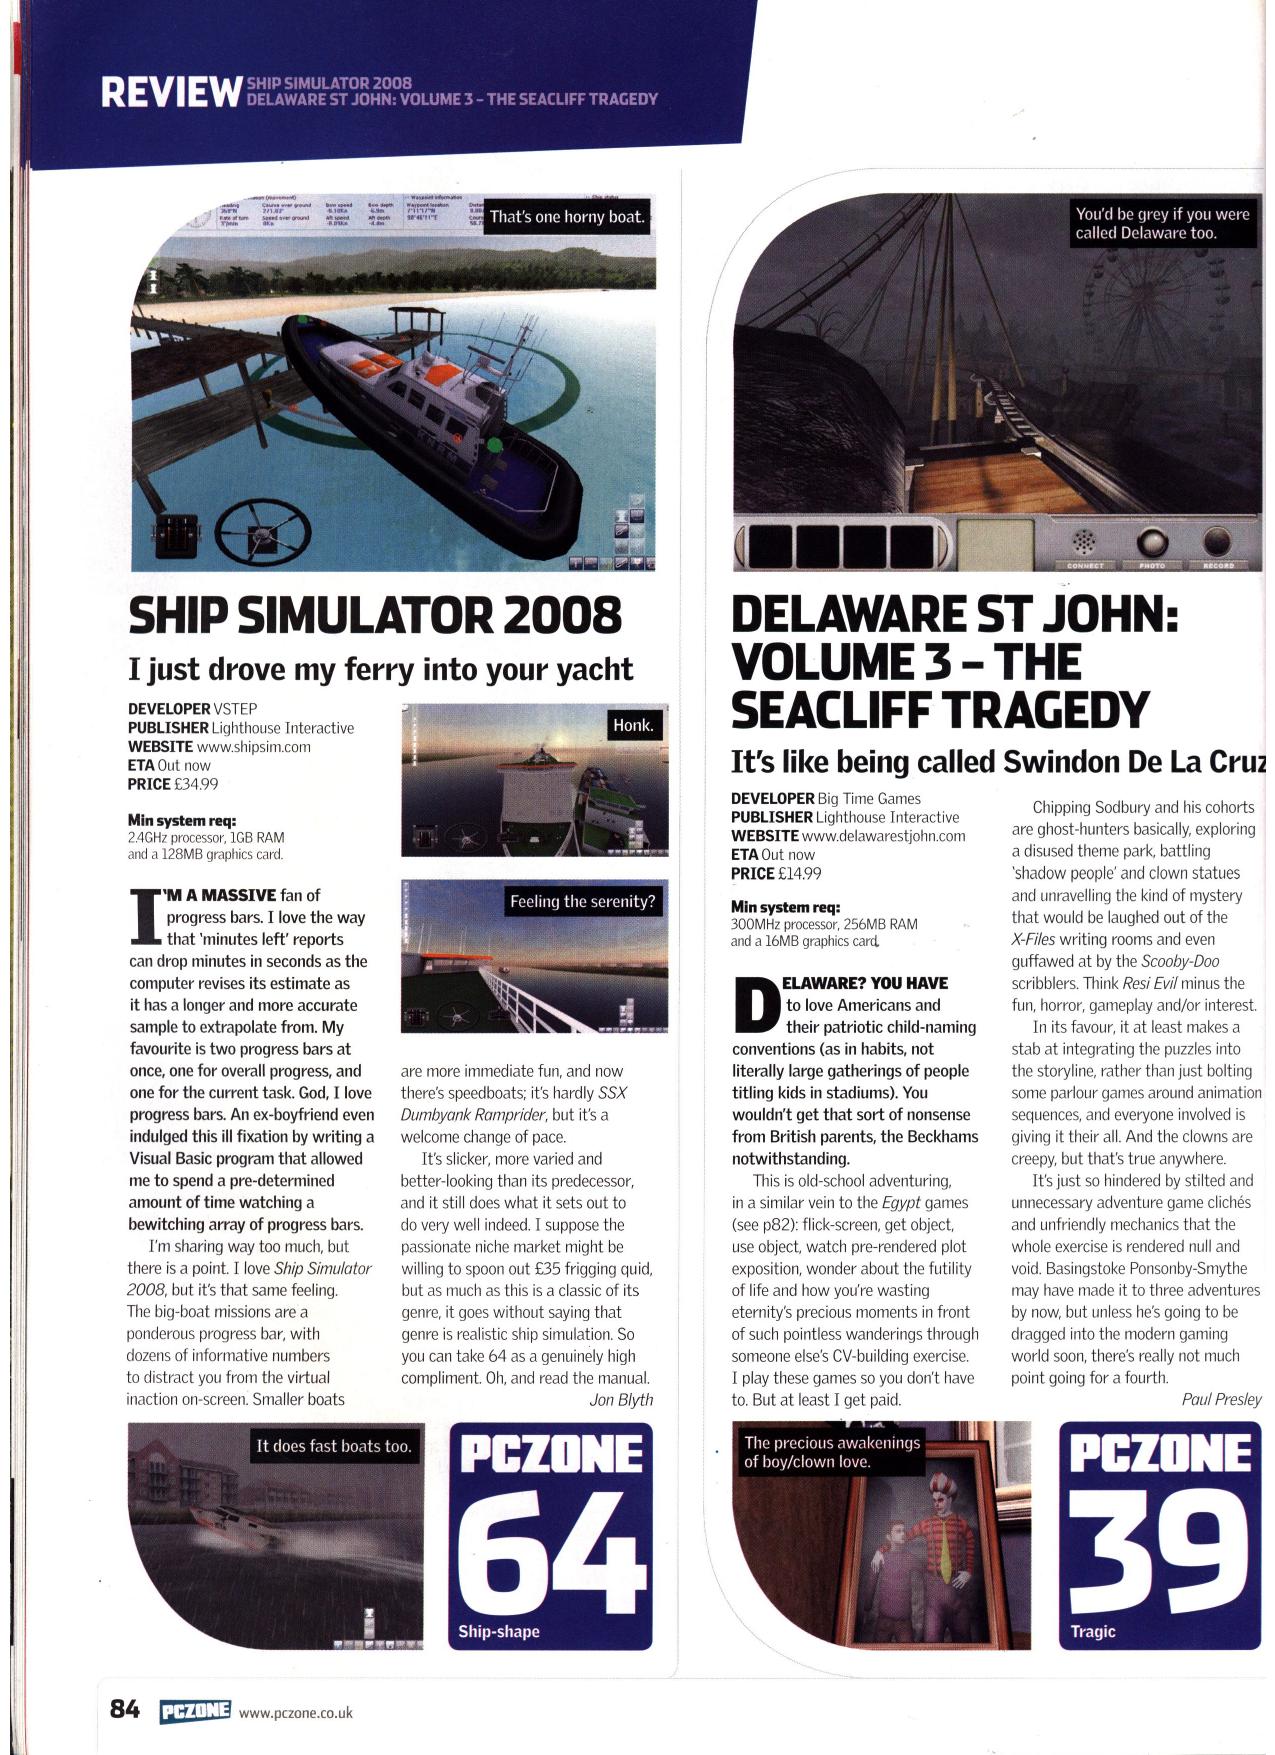 REVIEW SHIP SIMULATOR 2008
DELAWARE ST JOHN: VOLUME 3 – THE SEACLIFF TRAGEDY
That's one horny boat.
SHIP SIMULATOR 2008
I just drove my ferry into your yacht
DEVELOPER VSTEP
PUBLISHER Lighthouse Interactive
WEBSITE www.shipsim.com
ETA Out now
PRICE £34.99
Min system req:
2.4GHz processor, 1GB RAM
and a 128MB graphics card.
I'M A MASSIVE fan of
progress bars. I love the way
that 'minutes left' reports
can drop minutes in seconds as the
computer revises its estimate as
it has a longer and more accurate
sample to extrapolate from. My
favourite is two progress bars at
once, one for overall progress, and
one for the current task. God, I love
progress bars. An ex-boyfriend even
indulged this ill fixation by writing a
Visual Basic program that allowed
me to spend a pre-determined
amount of time watching a
bewitching array of progress bars.
I'm sharing way too much, but
there is a point. I love Ship Simulator
2008, but it's that same feeling.
The big-boat missions are a
ponderous progress bar, with
dozens of informative numbers
to distract you from the virtual
inaction on-screen. Smaller boats
Honk.
Feeling the serenity?
are more immediate fun, and now
there's speedboats; it's hardly SSX
Dumbyank Ramprider, but it's a
welcome change of pace.
It's slicker, more varied and
better-looking than its predecessor,
and it still does what it sets out to
do very well indeed. I suppose the
passionate niche market might be
willing to spoon out £35 frigging quid,
but as much as this is a classic of its
genre, it goes without saying that
genre is realistic ship simulation. So
you can take 64 as a genuinely high
compliment. Oh, and read the manual.
Jon Blyth
It does fast boats too.
PCZONE
64
Ship-shape
You'd be grey if you were
called Delaware too.
CONNECT PHOTO RECORD
DELAWARE ST JOHN:
VOLUME 3 – THE
SEACLIFF TRAGEDY
It's like being called Swindon De La Cruz
DEVELOPER Big Time Games
PUBLISHER Lighthouse Interactive
WEBSITE www.delawarestjohn.com
ETA Out now
PRICE £14.99
Min system req:
300MHz processor, 256MB RAM
and a 16MB graphics card.
DELAWARE? YOU HAVE
to love Americans and
their patriotic child-naming
conventions (as in habits, not
literally large gatherings of people
titling kids in stadiums). You
wouldn't get that sort of nonsense
from British parents, the Beckhams
notwithstanding.
This is old-school adventuring,
in a similar vein to the Egypt games
(see p82): flick-screen, get object,
use object, watch pre-rendered plot
exposition, wonder about the futility
of life and how you're wasting
eternity's precious moments in front
of such pointless wanderings through
someone else's CV-building exercise.
I play these games so you don't have
to. But at least I get paid.
Chipping Sodbury and his cohorts
are ghost-hunters basically, exploring
a disused theme park, battling
'shadow people' and clown statues
and unravelling the kind of mystery
that would be laughed out of the
X-Files writing rooms and even
guffawed at by the Scooby-Doo
scribblers. Think Resi Evil minus the
fun, horror, gameplay and/or interest.
In its favour, it at least makes a
stab at integrating the puzzles into
the storyline, rather than just bolting
some parlour games around animation
sequences, and everyone involved is
giving it their all. And the clowns are
creepy, but that's true anywhere.
It's just so hindered by stilted and
unnecessary adventure game clichés
and unfriendly mechanics that the
whole exercise is rendered null and
void. Basingstoke Ponsonby-Smythe
may have made it to three adventures
by now, but unless he's going to be
dragged into the modern gaming
world soon, there's really not much
point going for a fourth.
Paul Presley
The precious awakenings
of boy/clown love.
PCZONE
39
Tragic
84 PCZONE www.pczone.co.uk